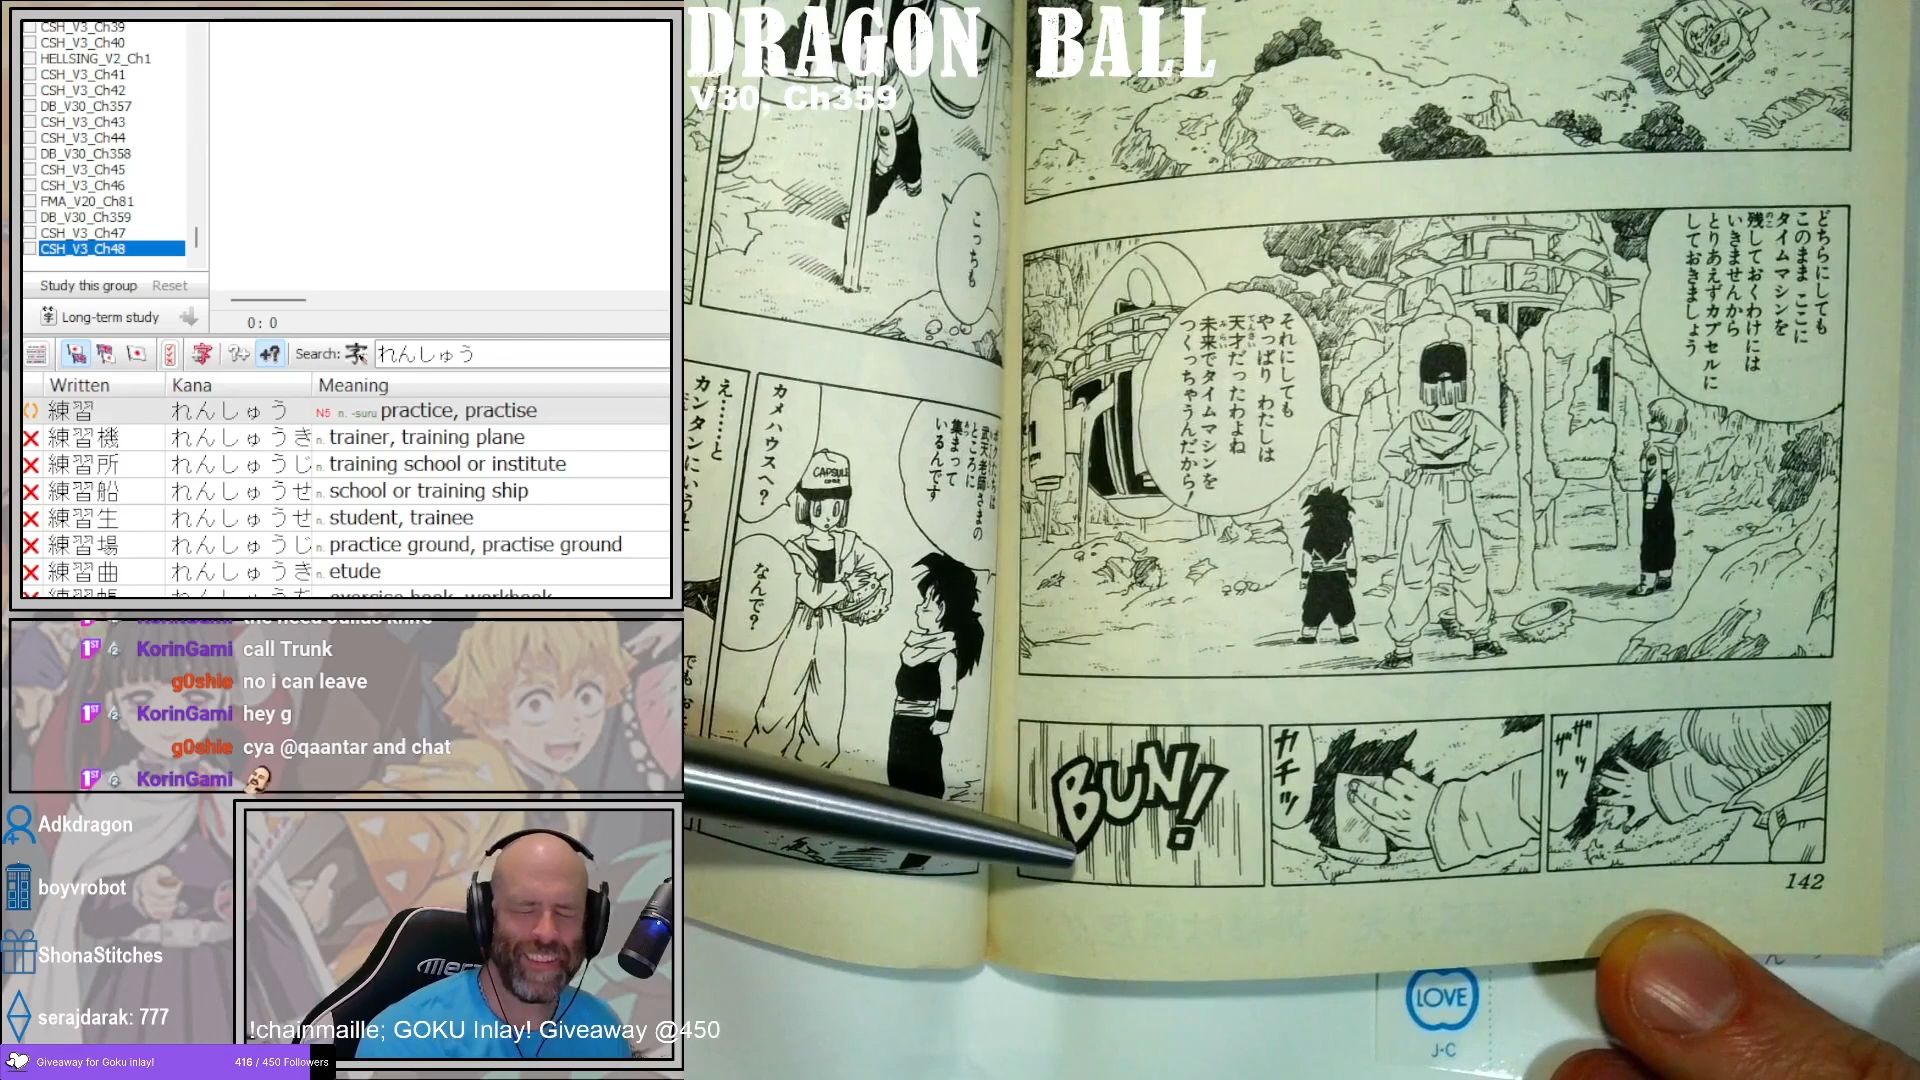 CSH_V3_Ch39
CSH_V3_Ch40
HELLSING_V2_Ch1
CSH_V3_Ch41
CSH_V3_Ch42
DB_V30_Ch357
CSH_V3_Ch43
CSH_V3_Ch44
DB_V30_Ch358
CSH_V3_Ch45
CSH_V3_Ch46
FMA_V20_Ch81
DB_V30_Ch359
CSH_V3_Ch47
CSH_V3_Ch48
Study this group Reset
字 Long-term study
0: 0
Search: 字 れんしゅう
Written Kana Meaning
練習 れんしゅう N5 n. -suru practice, practise
練習機 れんしゅうき n. trainer, training plane
練習所 れんしゅうじ n. training school or institute
練習船 れんしゅうせ n. school or training ship
練習生 れんしゅうせ n. student, trainee
練習場 れんしゅうじ n. practice ground, practise ground
練習曲 れんしゅうき n. etude
KorinGami call Trunk
g0shie no i can leave
KorinGami hey g
g0shie cya @qaantar and chat
KorinGami
Adkdragon
boyvrobot
ShonaStitches
serajdarak: 777
!chainmaille; GOKU Inlay! Giveaway @450
Giveaway for Goku inlay! 416 / 450 Followers
DRAGON BALL
V30, Ch359
どちらにしても
このまま ここに
タイムマシンを
残しておくわけには
のこ
いきませんから
とりあえずカプセルに
しておきましょう
それにしても
やっぱり わたしは
天才だったわよね
てんさい
未来でタイムマシンを
みらい
つくっちゃうんだから！
ザザッ
カチッ
BUN!
142
こっちも
武天老師さまの
ところに
集まって
あつ
いるんです
カメハウスへ？
なんで？
CAPSULE
え………と
LOVE
J·C